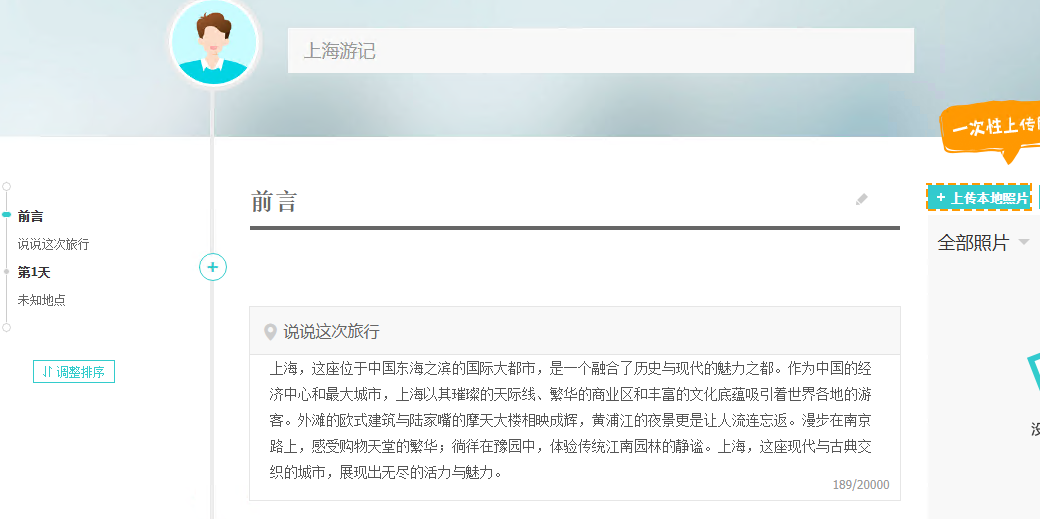 上海游记
一次性上传
前言
+ 上传本地照片
前言
全部照片
说说这次旅行
第1天
未知地点
说说这次旅行
调整排序
上海，这座位于中国东海之滨的国际大都市，是一个融合了历史与现代的魅力之都。作为中国的经
济中心和最大城市，上海以其璀璨的天际线、繁华的商业区和丰富的文化底蕴吸引着世界各地的游
客。外滩的欧式建筑与陆家嘴的摩天大楼相映成辉，黄浦江的夜景更是让人流连忘返。漫步在南京
路上，感受购物天堂的繁华；徜徉在豫园中，体验传统江南园林的静谧。上海，这座现代与古典交
织的城市，展现出无尽的活力与魅力。
189/20000